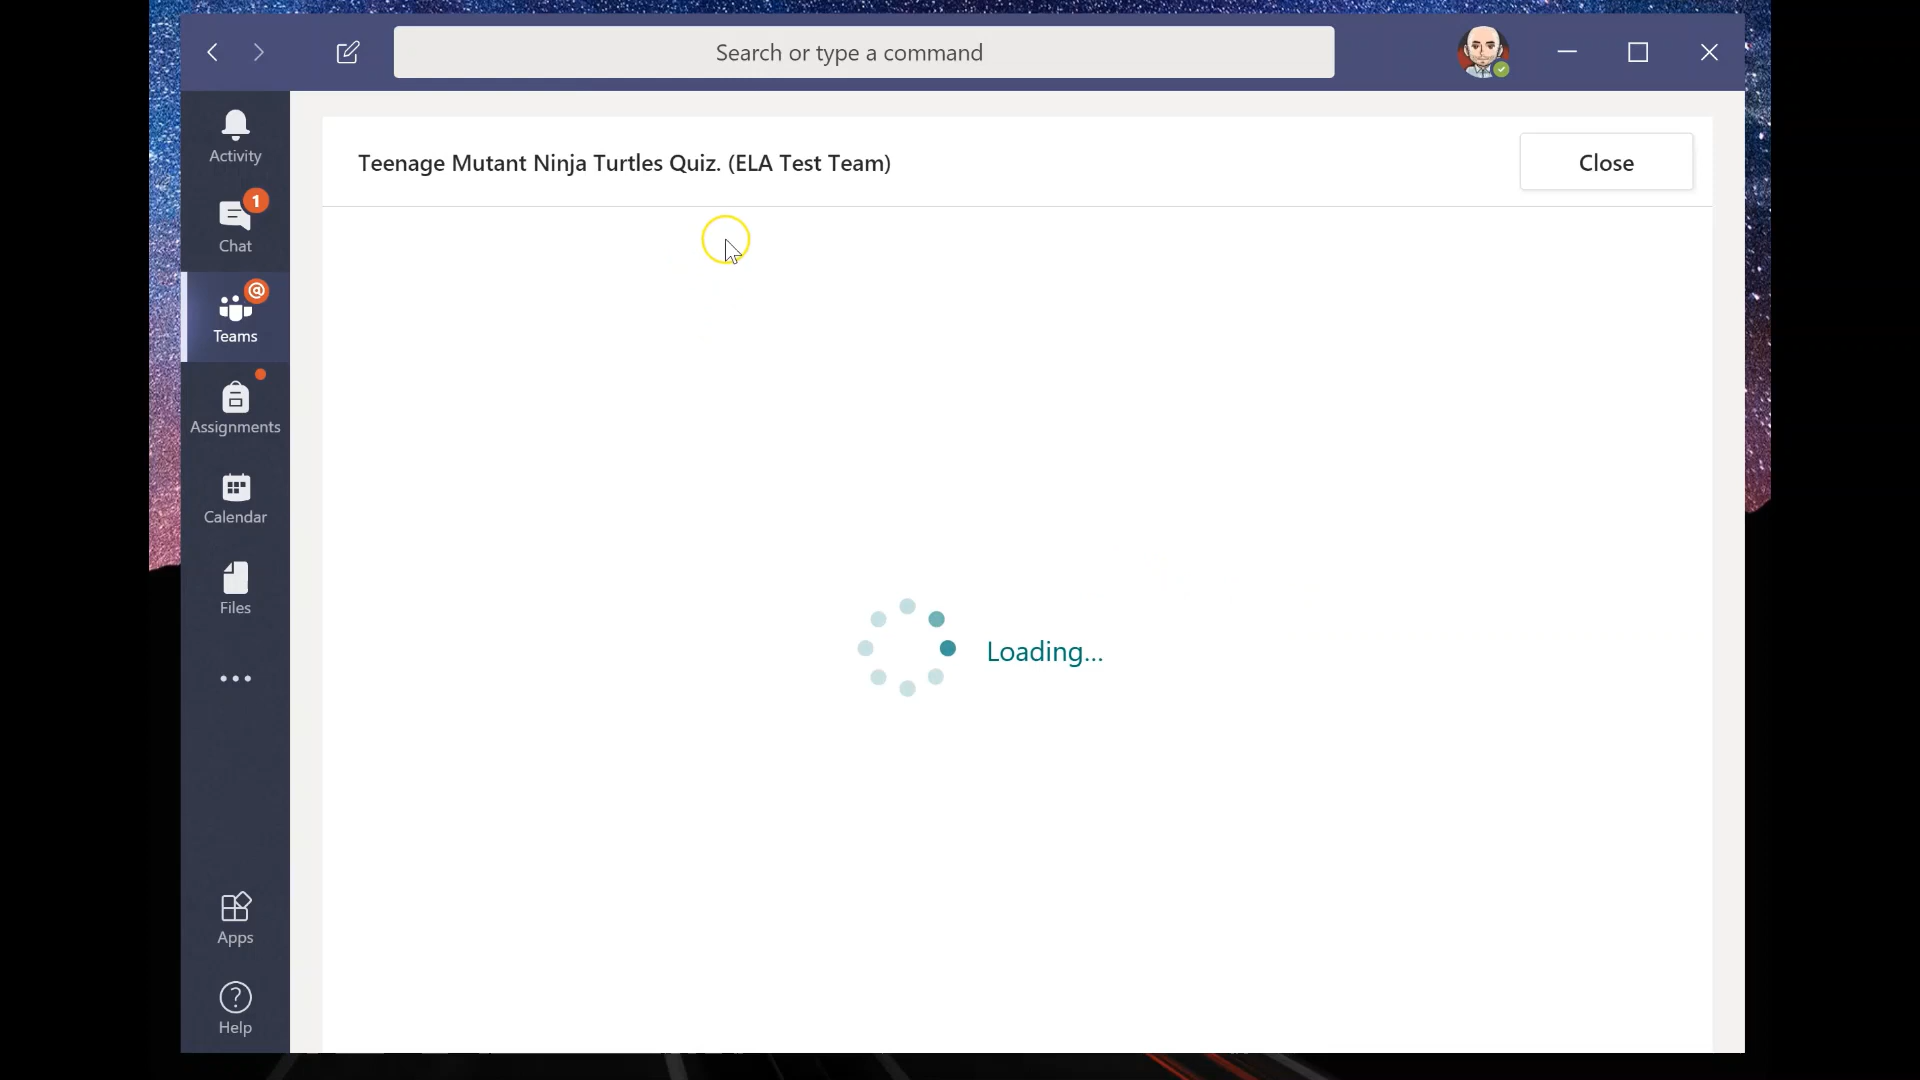 Search or type a command
Activity
1
Chat
@
Teams
Assignments
Calendar
Files
Apps
?
Help
Teenage Mutant Ninja Turtles Quiz. (ELA Test Team)
Close
Loading...